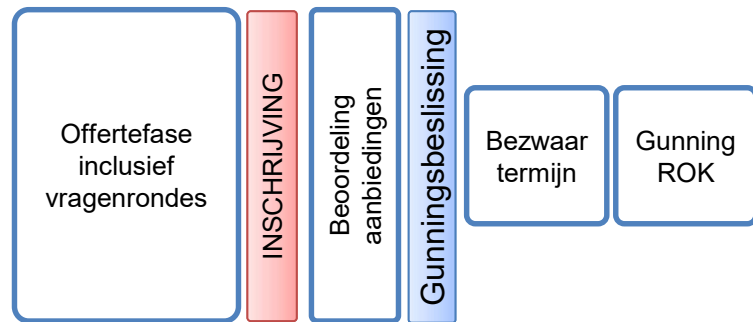 Offertefase
inclusief
vragenrondes
INSCHRIJVING
Beoordeling
aanbiedingen
Gunningsbeslissing
Bezwaar
termijn
Gunning
ROK